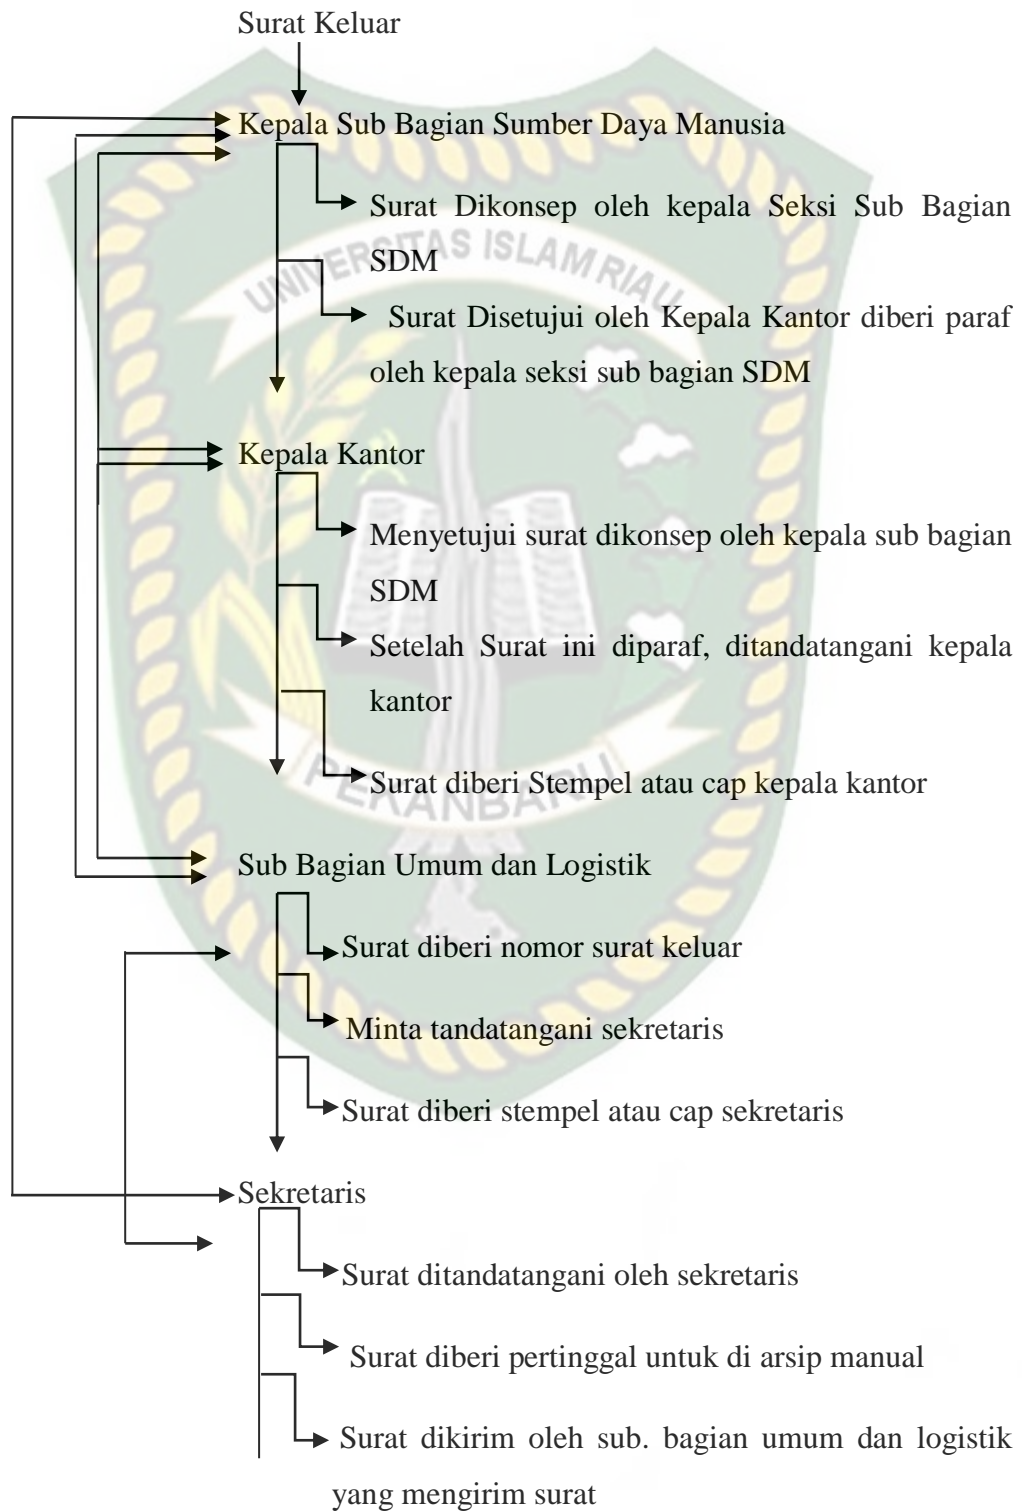 Surat Keluar
Kepala Sub Bagian Sumber Daya Manusia
Surat Dikonsep oleh kepala Seksi Sub Bagian
SDM
UNIVERSITAS ISLAM RIAU
Surat Disetujui oleh Kepala Kantor diberi paraf
oleh kepala seksi sub bagian SDM
Kepala Kantor
Menyetujui surat dikonsep oleh kepala sub bagian
SDM
Setelah Surat ini diparaf, ditandatangani kepala
kantor
Surat diberi Stempel atau cap kepala kantor
PEKANBARU
Sub Bagian Umum dan Logistik
Surat diberi nomor surat keluar
Minta tandatangani sekretaris
Surat diberi stempel atau cap sekretaris
Sekretaris
Surat ditandatangani oleh sekretaris
Surat diberi pertinggal untuk di arsip manual
Surat dikirim oleh sub. bagian umum dan logistik
yang mengirim surat